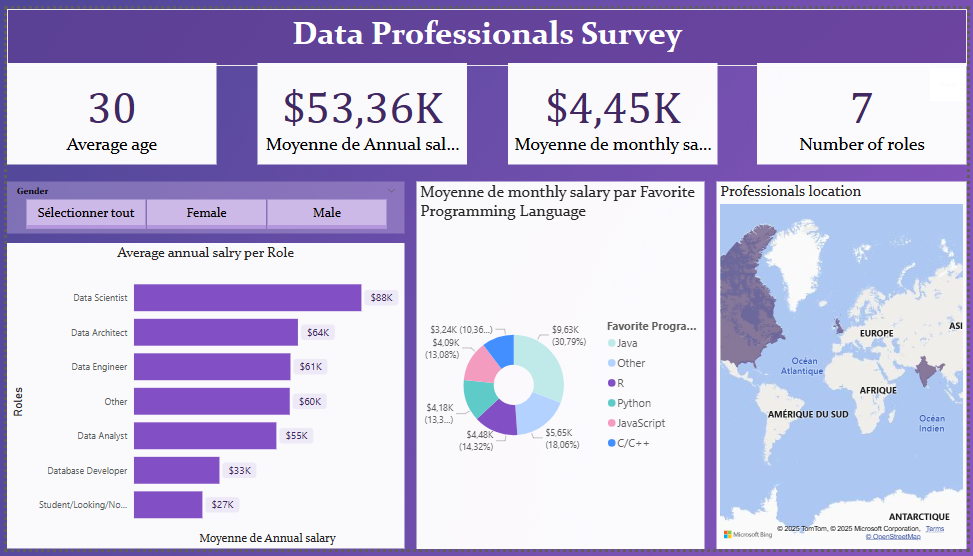 Data Professionals Survey
30
Average age
$53,36K
Moyenne de Annual sal...
$4,45K
Moyenne de monthly sa...
7
Number of roles
Gender
Sélectionner tout
Female
Male
Average annual salry per Role
Roles
Data Scientist
$88K
Data Architect
$64K
Data Engineer
$61K
Other
$60K
Data Analyst
$55K
Database Developer
$33K
Student/Looking/No...
$27K
Moyenne de Annual salary
Moyenne de monthly salary par Favorite
Programming Language
$3,24K (10,36...)
$4,09K
(13,08%)
$4,18K
(13,3...)
$4,48K
(14,32%)
$5,65K
(18,06%)
$9,63K
(30,79%)
Favorite Progra...
Java
Other
R
Python
JavaScript
C/C++
Professionals location
EUROPE
ASI
Océan
Atlantique
AFRIQUE
AMÉRIQUE DU SUD
Océan
Indien
ANTARCTIQUE
Microsoft Bing
© 2025 TomTom, © 2025 Microsoft Corporation, Terms
© OpenStreetMap